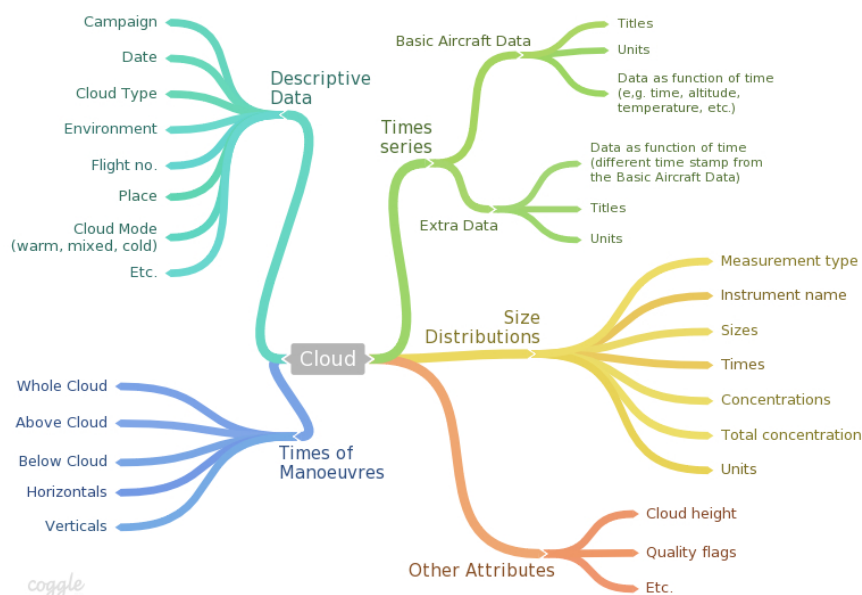 Campaign
Date
Cloud Type
Environment
Flight no.
Place
Cloud Mode
(warm, mixed, cold)
Etc.
Descriptive
Data
Basic Aircraft Data
Titles
Units
Data as function of time
(e,g. time, altitude,
temperature, etc.)
Times
series
Data as function of time
(different time stamp from
the Basic Aircraft Data)
Titles
Units
Extra Data
Cloud
Size
Distributions
Measurement type
Instrument name
Sizes
Times
Concentrations
Total concentration
Units
Whole Cloud
Above Cloud
Below Cloud
Horizontals
Verticals
Times of
Manoeuvres
Other Attributes
Cloud height
Quality flags
Etc.
coggle